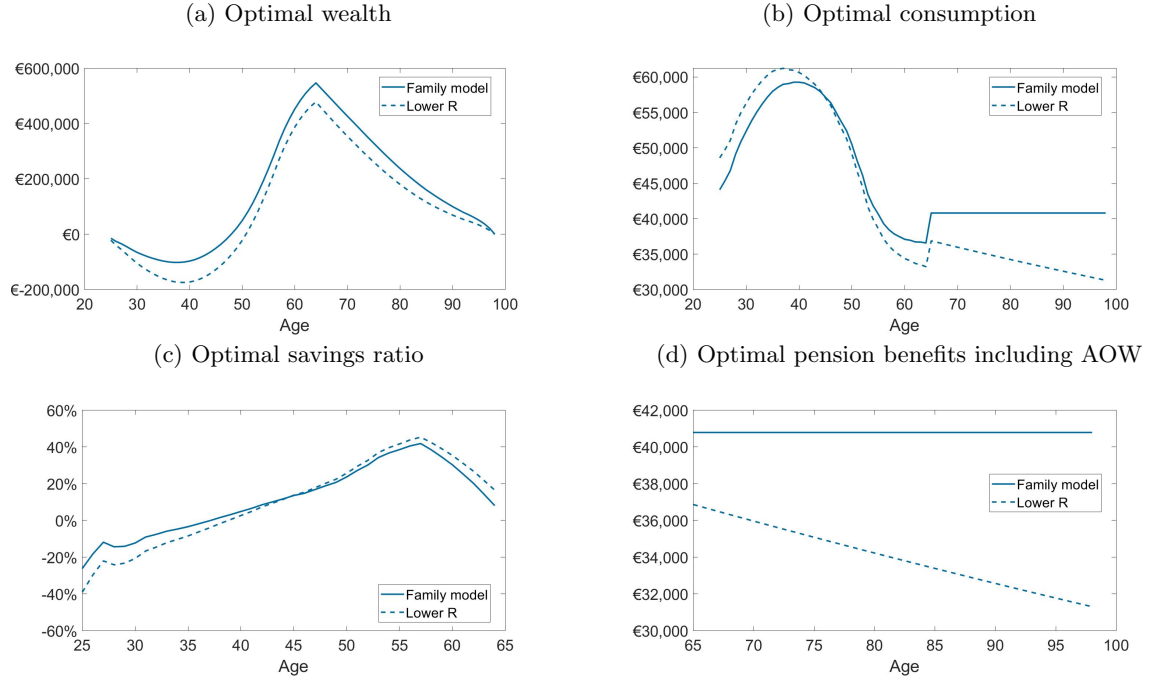 (a) Optimal wealth
€600,000
€400,000
€200,000
€0
€-200,000
20 30 40 50 60 70 80 90 100
Age
Family model
Lower R
(b) Optimal consumption
€60,000
€55,000
€50,000
€45,000
€40,000
€35,000
€30,000
20 30 40 50 60 70 80 90 100
Age
Family model
Lower R
(c) Optimal savings ratio
60%
40%
20%
0%
-20%
-40%
-60%
25 30 35 40 45 50 55 60 65
Age
Family model
Lower R
(d) Optimal pension benefits including AOW
€42,000
€40,000
€38,000
€36,000
€34,000
€32,000
€30,000
65 70 75 80 85 90 95 100
Age
Family model
Lower R